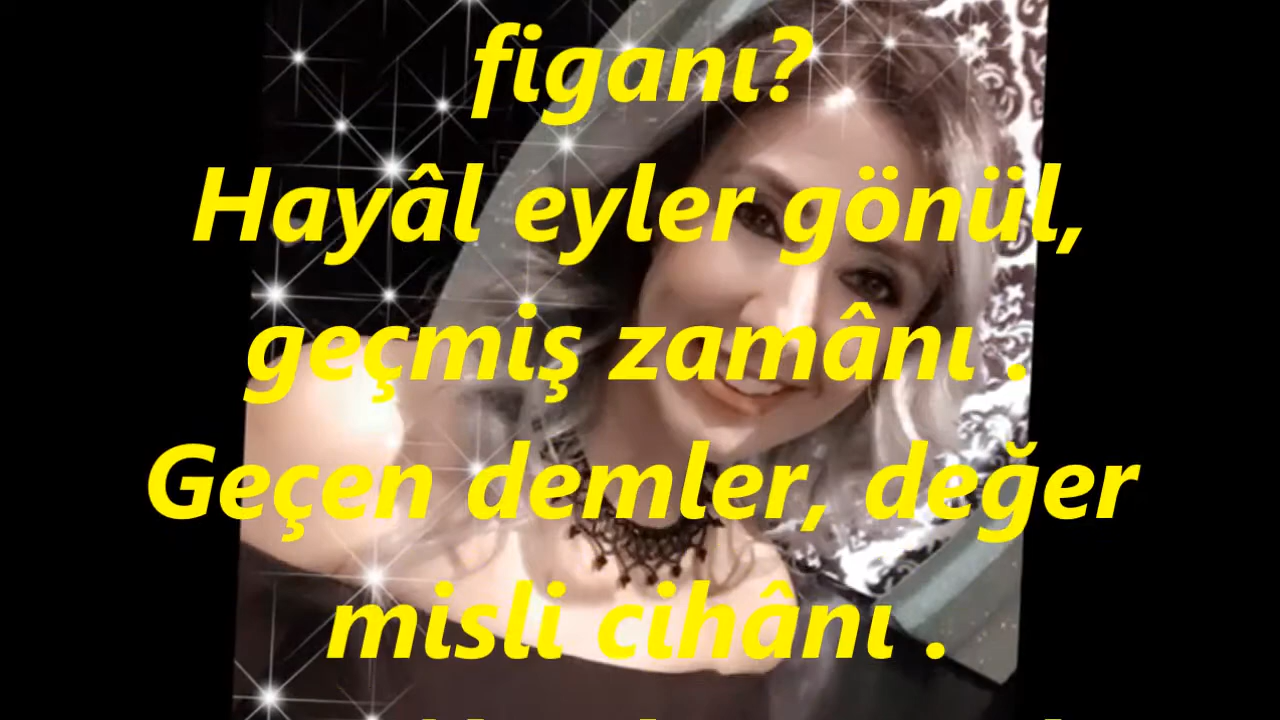 figanı?
Hayâl eyler gönül,
geçmiş zamânı .
Geçen demler, değer
misli cihânı .